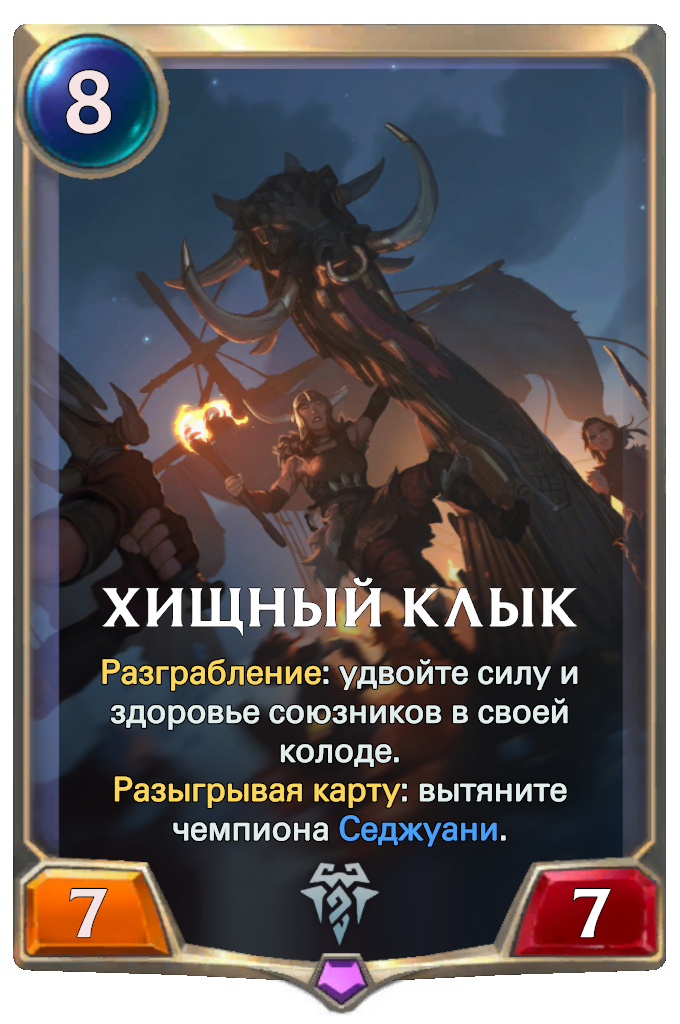 8
ХИЩНЫЙ КЛЫК
Разграбление: удвойте силу и
здоровье союзников в своей
колоде.
Разыгрывая карту: вытяните
чемпиона Седжуани.
7
7